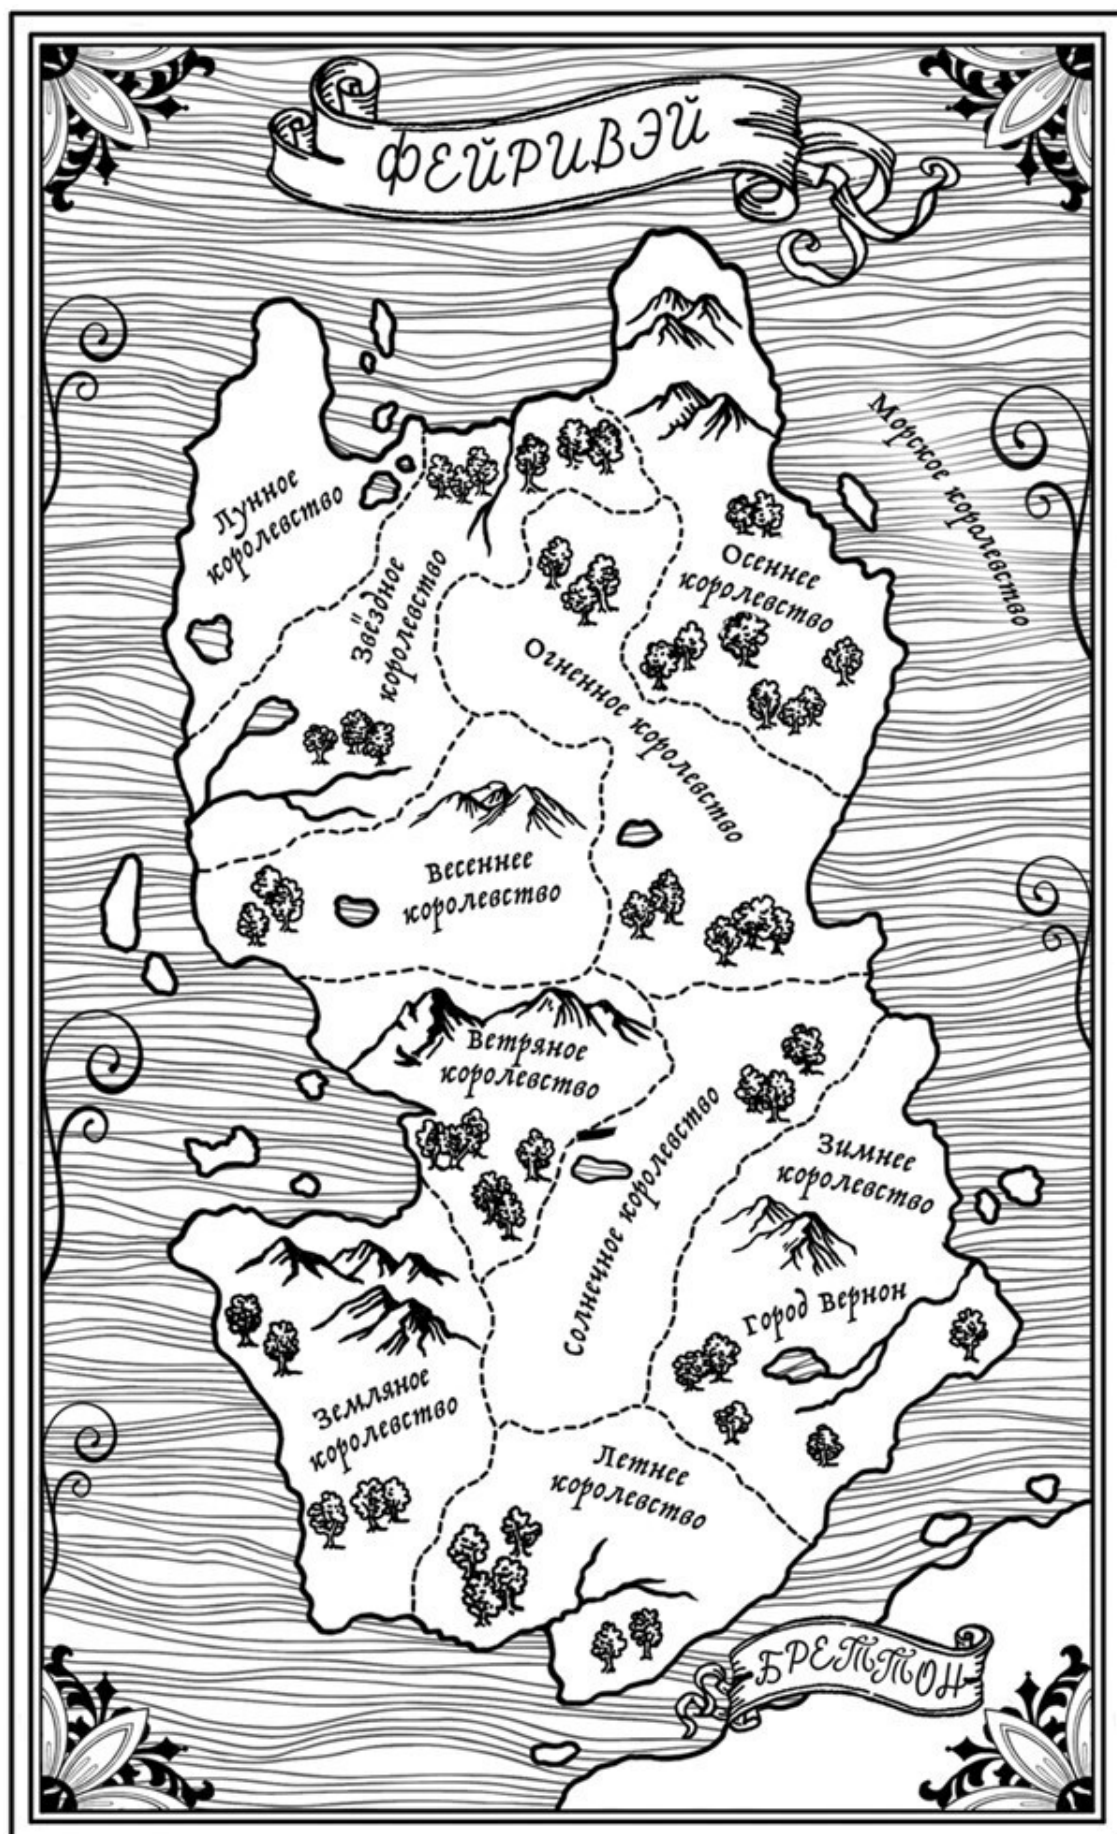 ФЕЙРИВЭЙ
Морское королевство
Лунное
королевство
Звёздное
королевство
Осеннее
королевство
Огненное королевство
Весеннее
королевство
Ветряное
королевство
Солнечное королевство
Зимнее
королевство
Город Вернон
Земляное
королевство
Летнее
королевство
БРЕТТОН